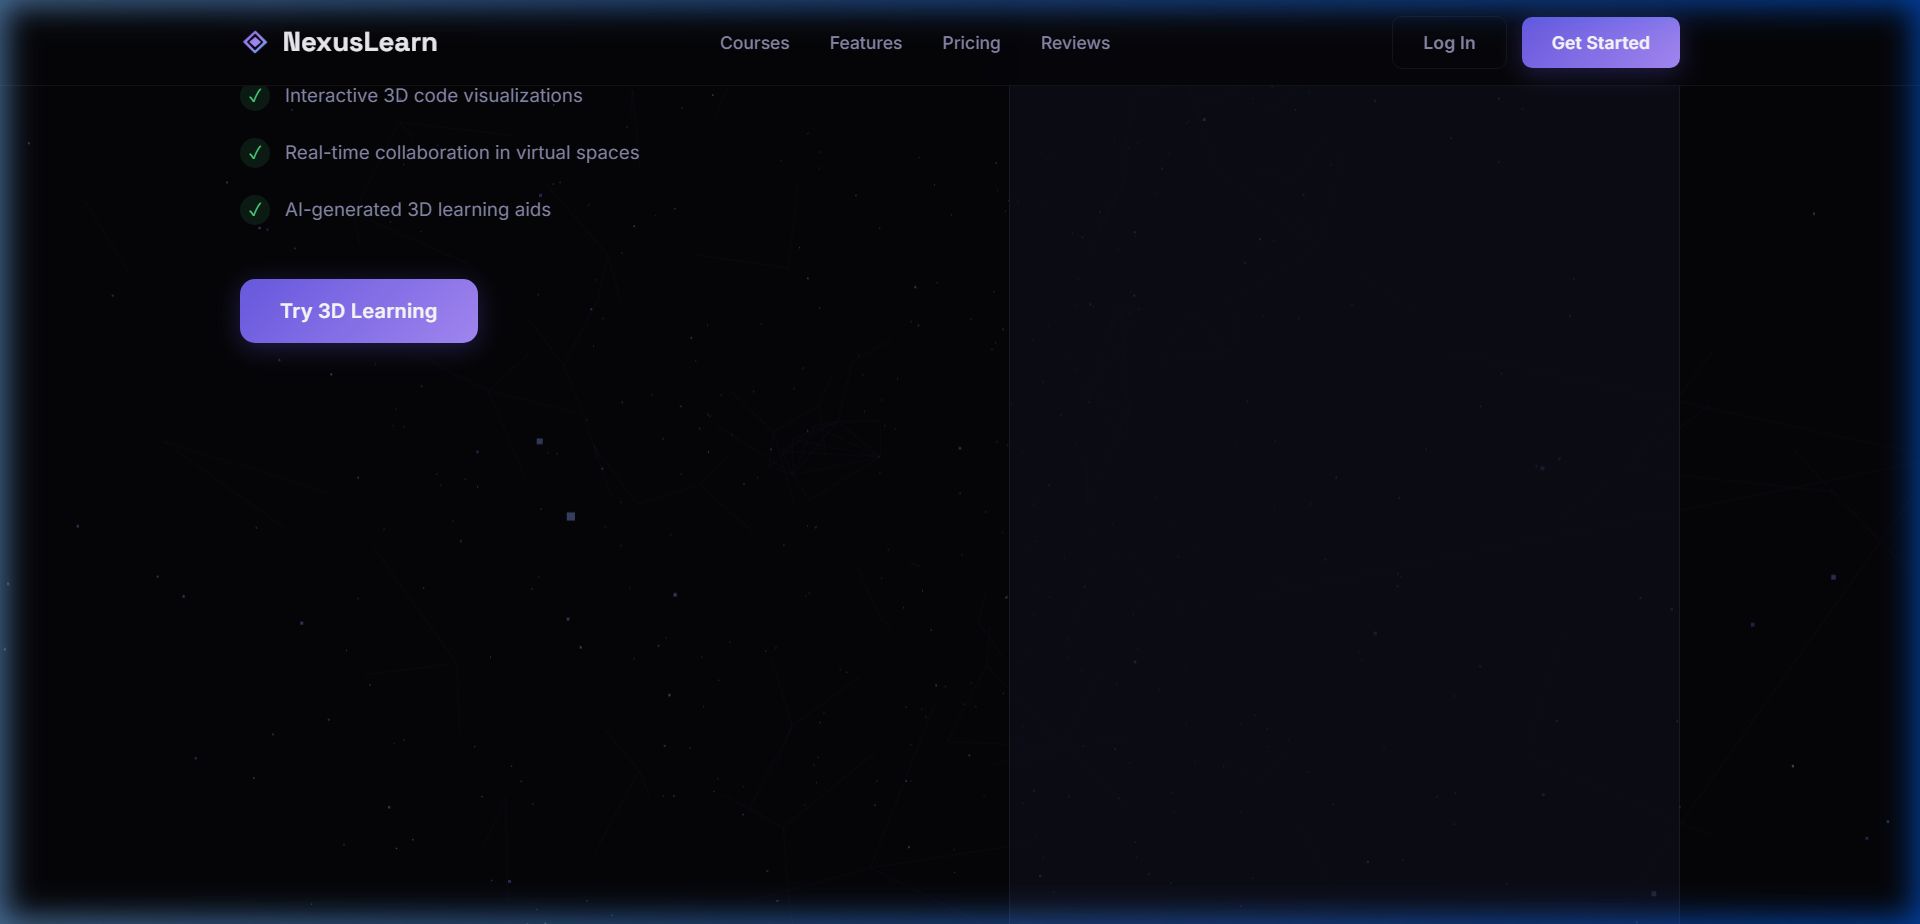 NexusLearn
Courses
Features
Pricing
Reviews
Log In
Get Started
Interactive 3D code visualizations
Real-time collaboration in virtual spaces
AI-generated 3D learning aids
Try 3D Learning